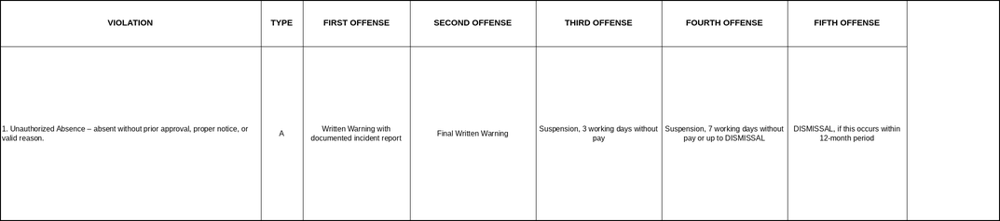 VIOLATION TYPE FIRST OFFENSE SECOND OFFENSE THIRD OFFENSE FOURTH OFFENSE FIFTH OFFENSE
1. Unauthorized Absence – absent without prior approval, proper notice, or
valid reason.
A
Written Warning with
documented incident report
Final Written Warning
Suspension, 3 working days without
pay
Suspension, 7 working days without
pay or up to DISMISSAL
DISMISSAL, if this occurs within
12-month period